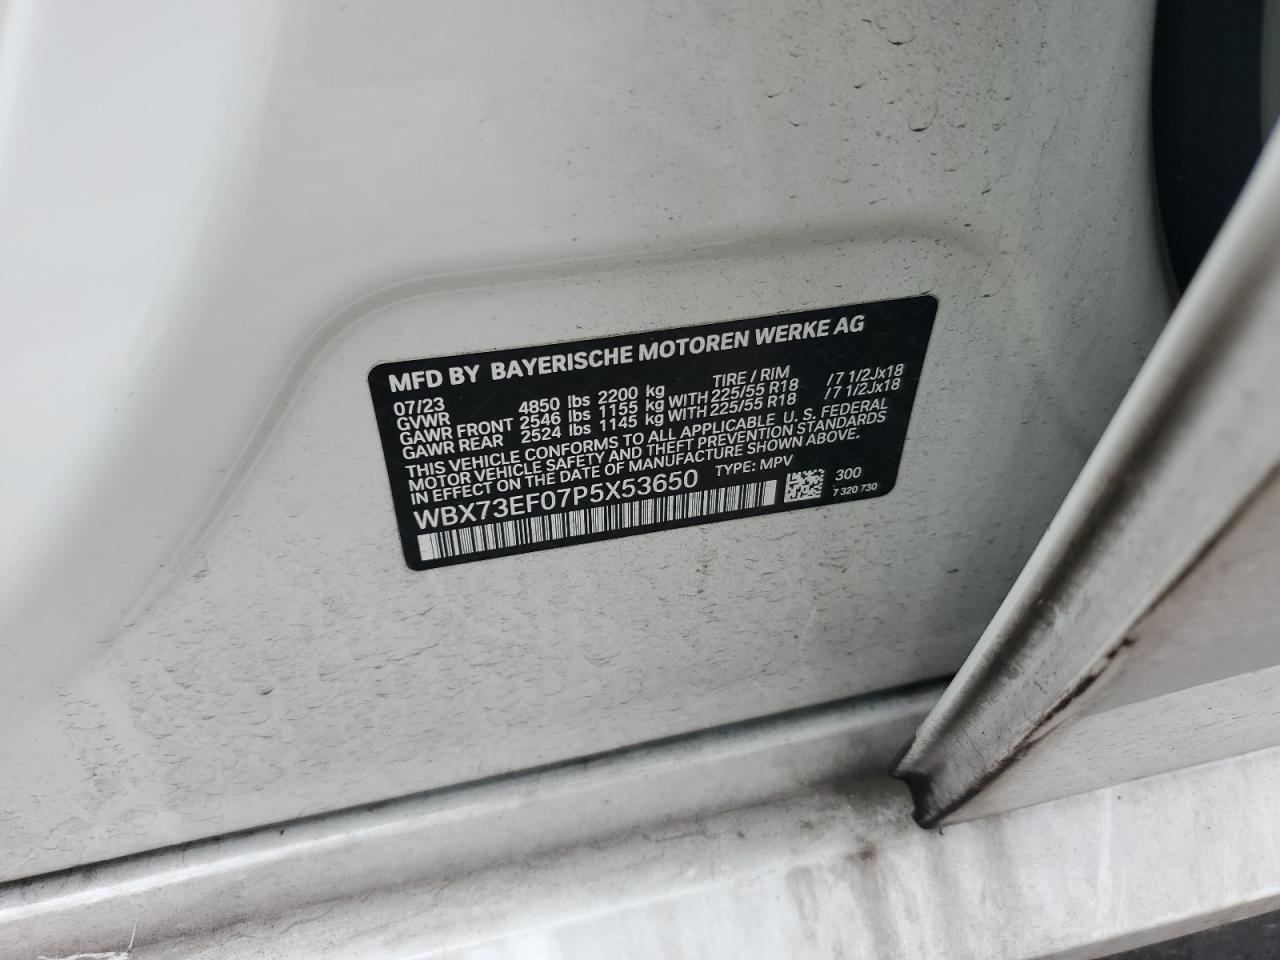 MFD BY BAYERISCHE MOTOREN WERKE AG
07/23 TIRE / RIM
GVWR 4850 lbs 2200 kg
GAWR FRONT 2546 lbs 1155 kg WITH 225/55 R18 /7 1/2Jx18
GAWR REAR 2524 lbs 1145 kg WITH 225/55 R18 /7 1/2Jx18
THIS VEHICLE CONFORMS TO ALL APPLICABLE U. S. FEDERAL
MOTOR VEHICLE SAFETY AND THEFT PREVENTION STANDARDS
IN EFFECT ON THE DATE OF MANUFACTURE SHOWN ABOVE.
WBX73EF07P5X53650 TYPE: MPV
300
7 320 730